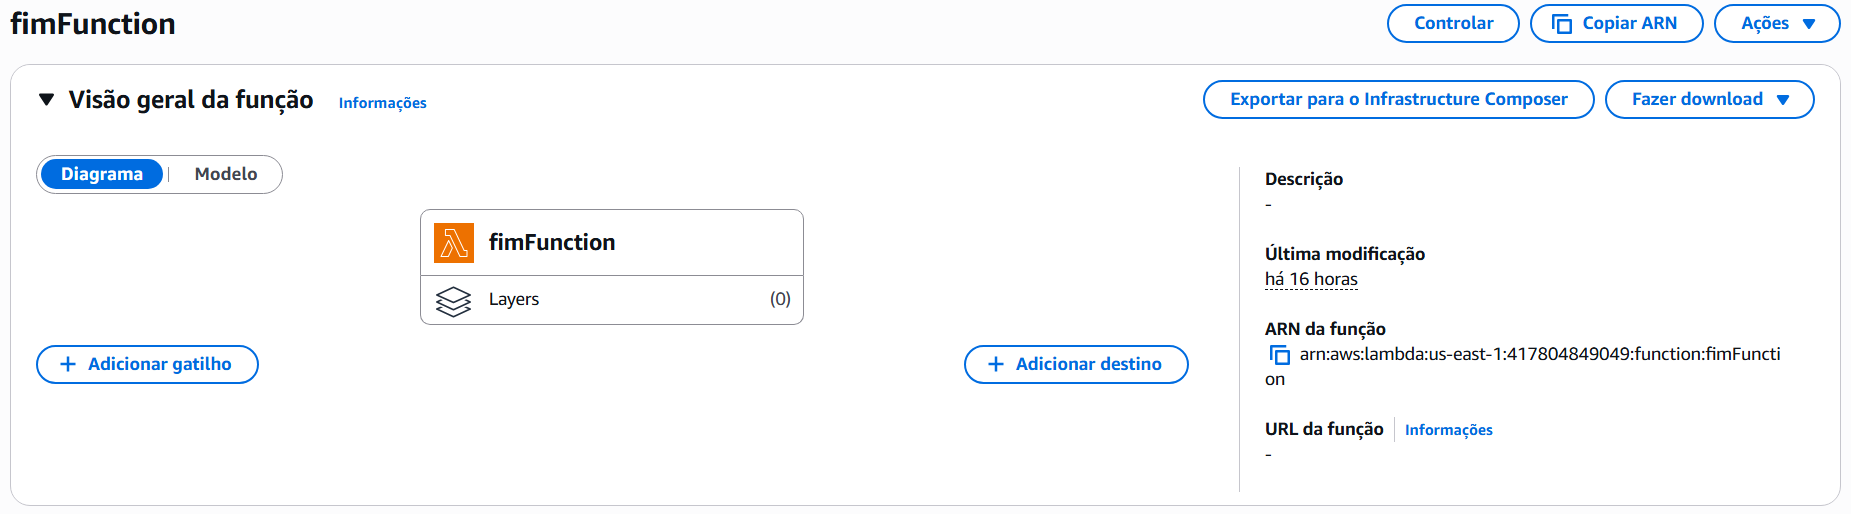 fimFunction
Controlar
Copiar ARN
Ações
Visão geral da função
Informações
Exportar para o Infrastructure Composer
Fazer download
Diagrama
Modelo
fimFunction
Layers
(0)
Adicionar gatilho
Adicionar destino
Descrição
-
Última modificação
há 16 horas
ARN da função
arn:aws:lambda:us-east-1:417804849049:function:fimFuncti
on
URL da função
Informações
-